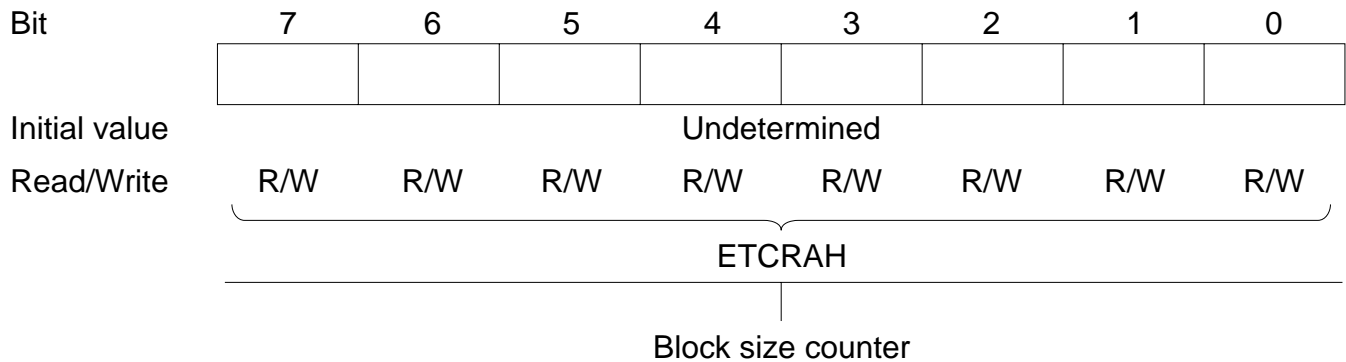 Bit 7 6 5 4 3 2 1 0
Initial value Undetermined
Read/Write R/W R/W R/W R/W R/W R/W R/W R/W
ETCRAH
Block size counter